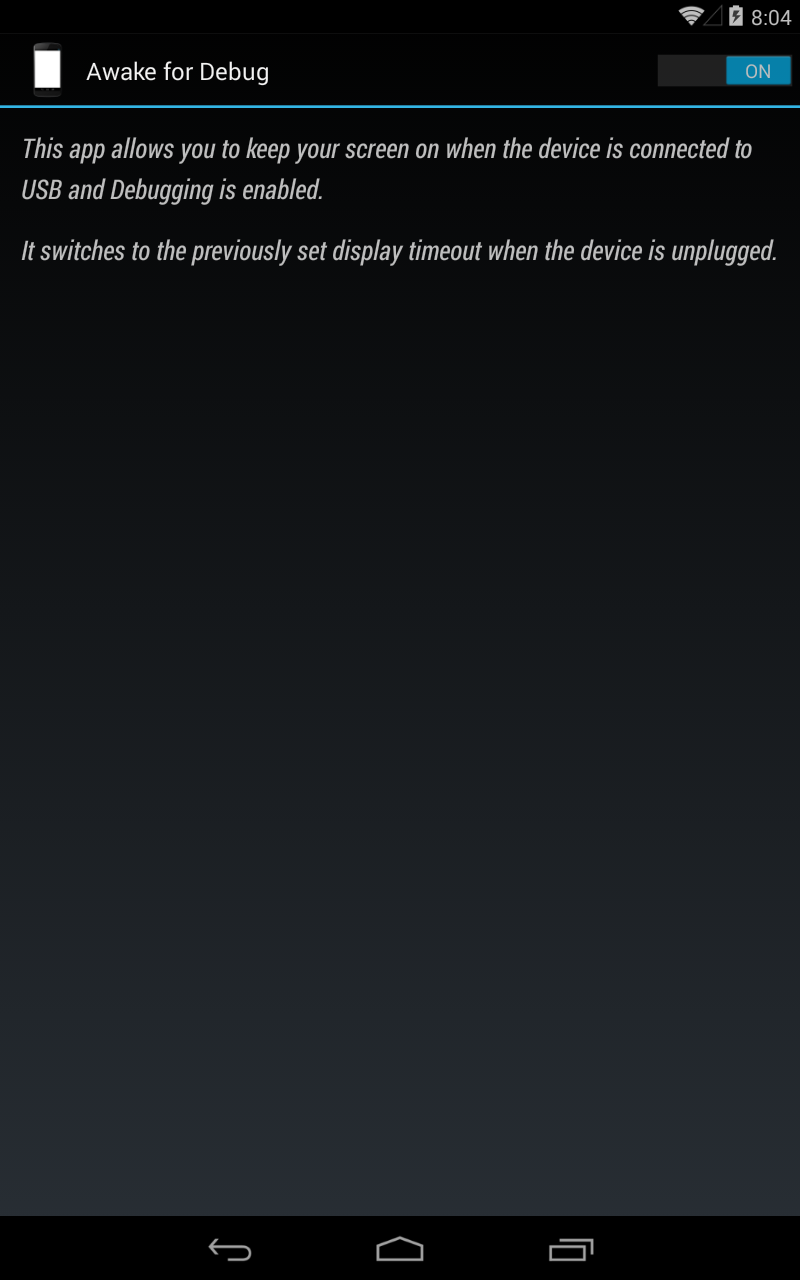 8:04
Awake for Debug
ON
This app allows you to keep your screen on when the device is connected to
USB and Debugging is enabled.
It switches to the previously set display timeout when the device is unplugged.